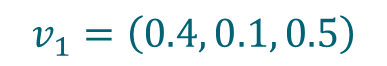 v₁ = (0.4, 0.1, 0.5)